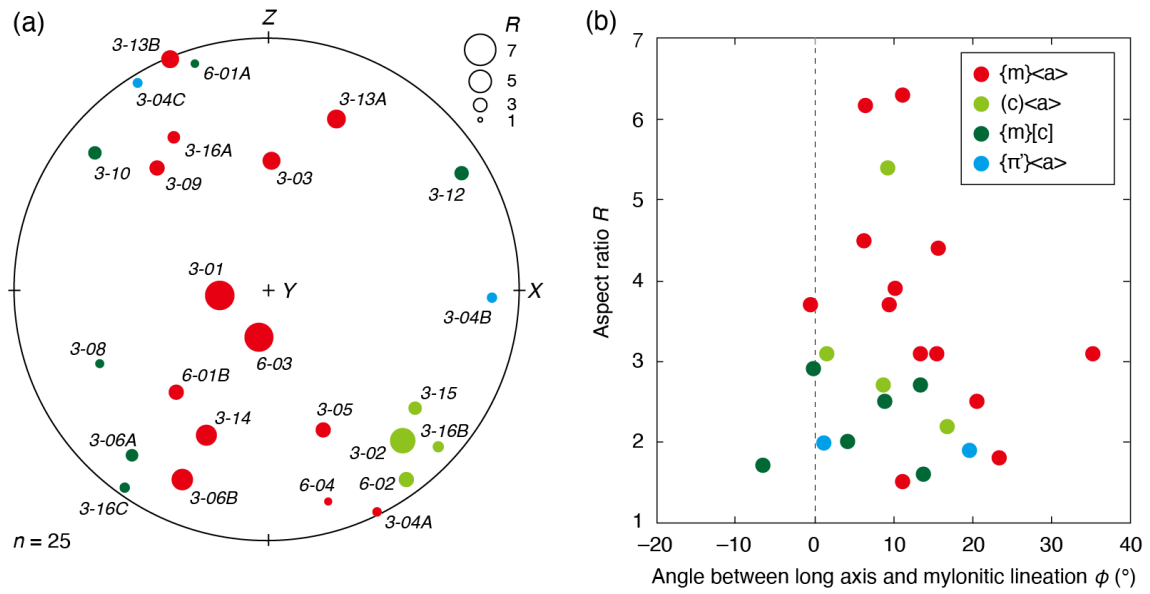 (a)
Z
R
7
5
3
1
3-13B
6-01A
3-04C
3-13A
3-16A
3-10
3-09
3-03
3-12
3-01
Y
X
3-04B
6-03
3-08
6-01B
3-15
3-05
3-14
3-02
3-16B
3-06A
6-04
6-02
3-06B
3-16C
3-04A
n = 25
(b)
7
6
5
4
3
2
1
Aspect ratio R
{m}<a>
(c)<a>
{m}[c]
{π'}<a>
–20 –10 0 10 20 30 40
Angle between long axis and mylonitic lineation ϕ (°)